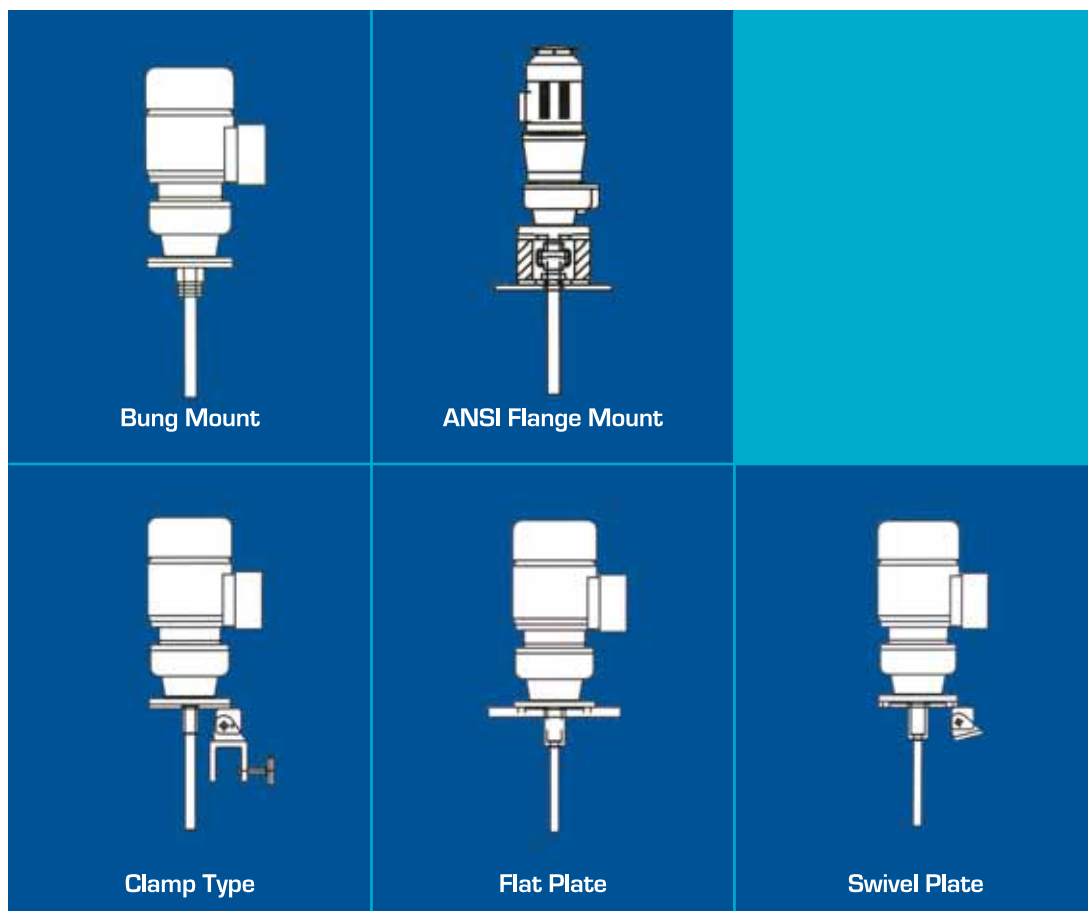 Bung Mount
ANSI Flange Mount
Clamp Type
Flat Plate
Swivel Plate